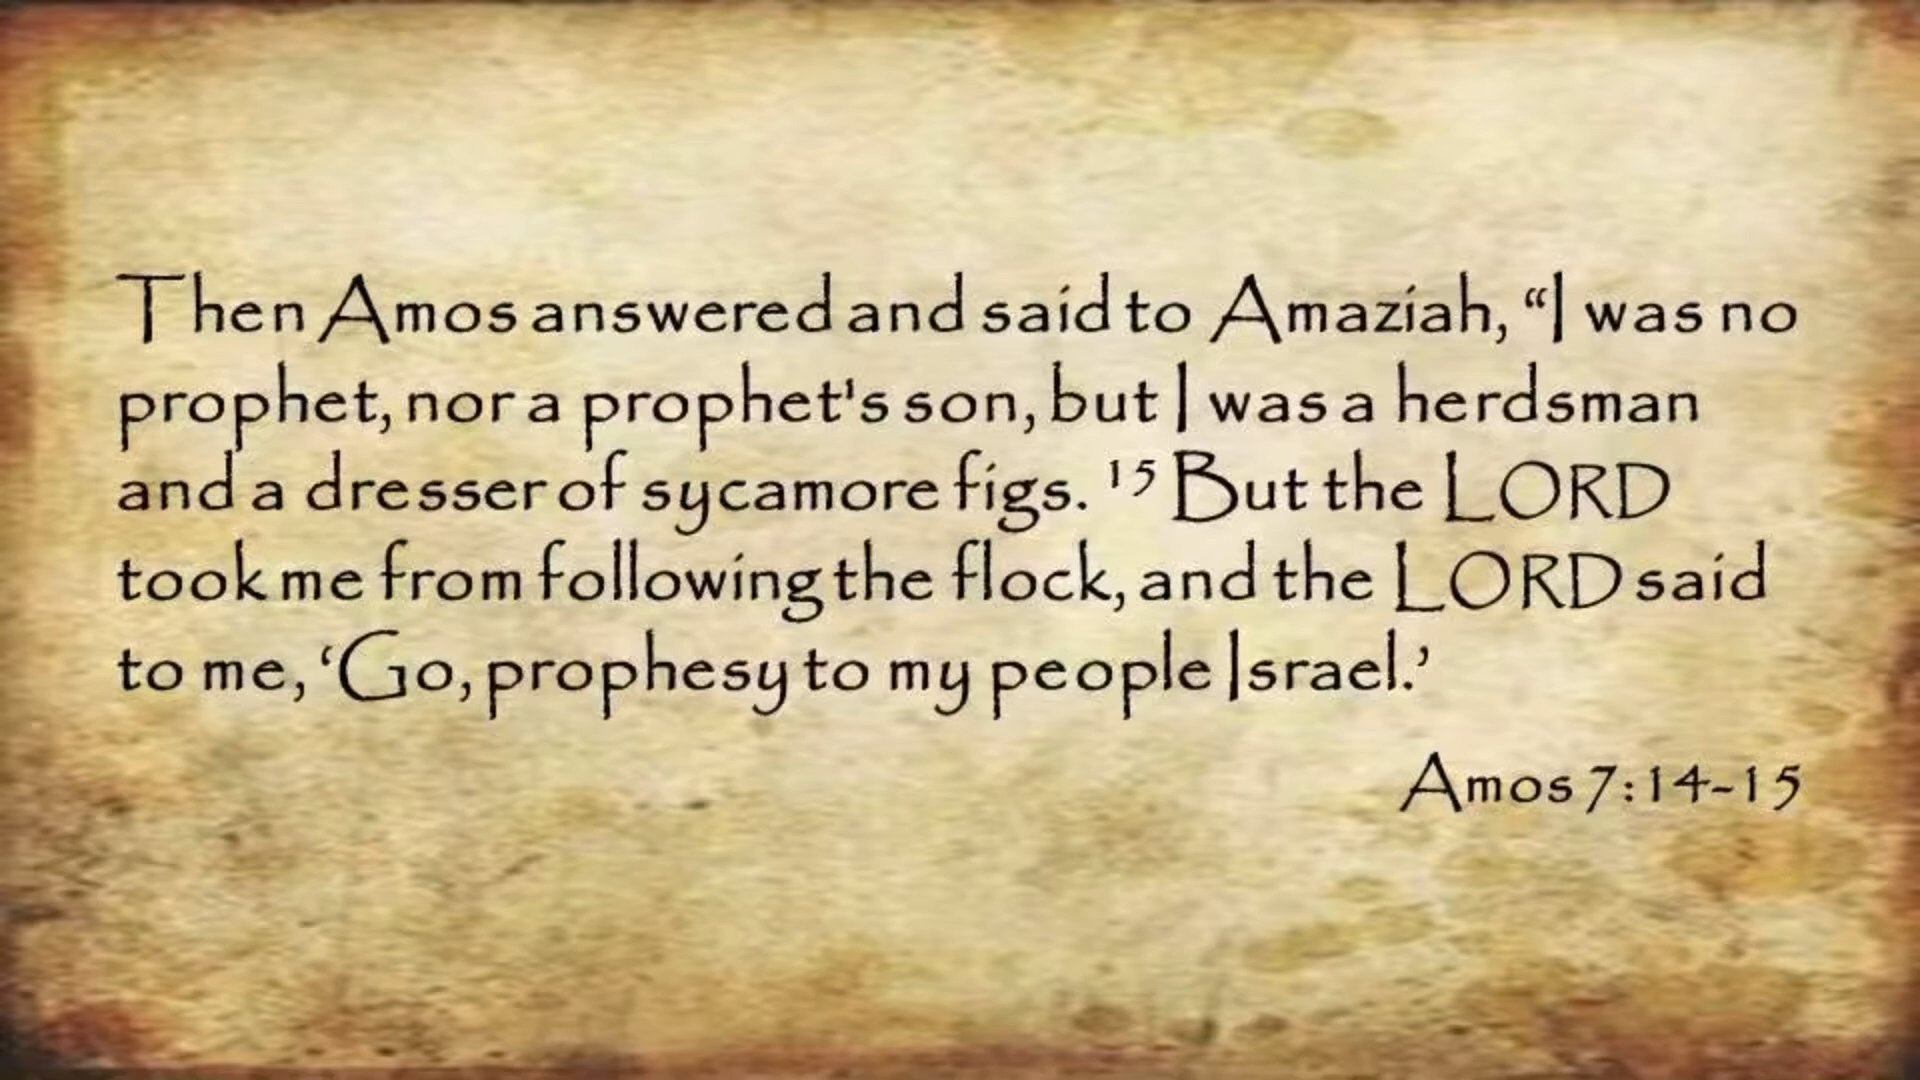 Then Amos answered and said to Amaziah, “I was no
prophet, nor a prophet's son, but I was a herdsman
and a dresser of sycamore figs. ¹⁵ But the LORD
took me from following the flock, and the LORD said
to me, ‘Go, prophesy to my people Israel.’
Amos 7:14-15